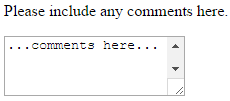 Please include any comments here.
...comments here...